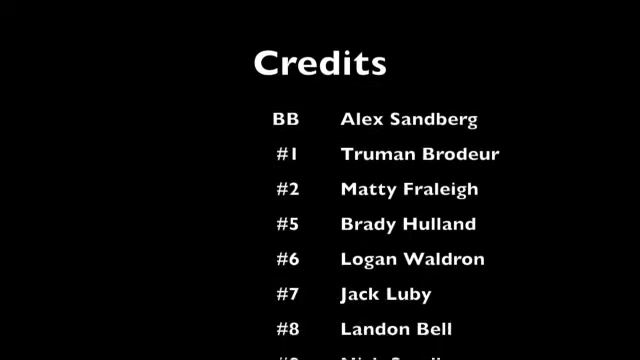 Credits
BB Alex Sandberg
#1 Truman Brodeur
#2 Matty Fraleigh
#5 Brady Hulland
#6 Logan Waldron
#7 Jack Luby
#8 Landon Bell